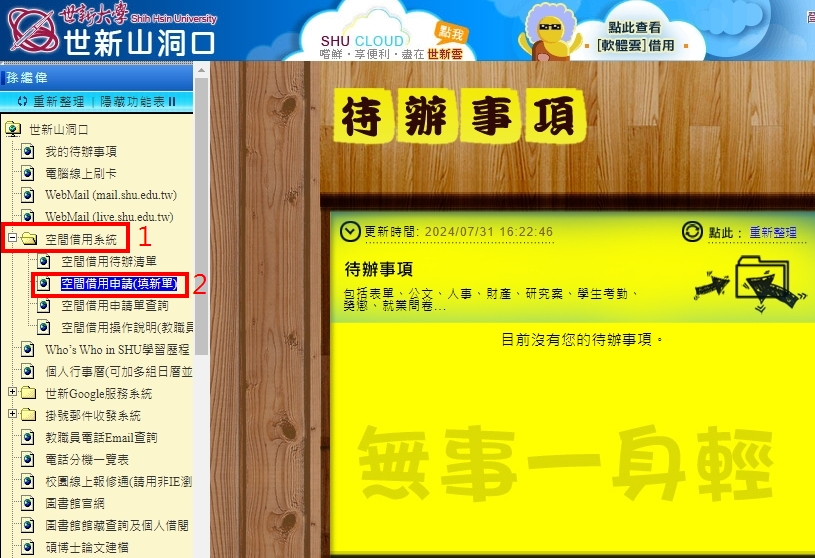 世新大學 Shih Hsin University
世新山洞口
SHU CLOUD
點我
嚐鮮‧享便利‧盡在 世新雲
點此查看
[軟體雲]借用
孫繼偉
重新整理 | 隱藏功能表
世新山洞口
我的待辦事項
電腦線上刷卡
WebMail (mail.shu.edu.tw)
WebMail (live.shu.edu.tw)
空間借用系統 1
空間借用待辦清單
空間借用申請(填新單) 2
空間借用申請單查詢
空間借用操作說明(教職員
Who's Who in SHU學習歷程
個人行事曆(可加多組日曆並
世新Google服務系統
掛號郵件收發系統
教職員電話Email查詢
電話分機一覽表
校園線上報修通(請用非IE瀏
圖書館官網
圖書館館藏查詢及個人借閱
碩博士論文建檔
待辦事項
更新時間: 2024/07/31 16:22:46
點此： 重新整理
待辦事項
包括表單、公文、人事、財產、研究案、學生考勤、
獎懲、就業問卷...
目前沒有您的待辦事項。
無事一身輕